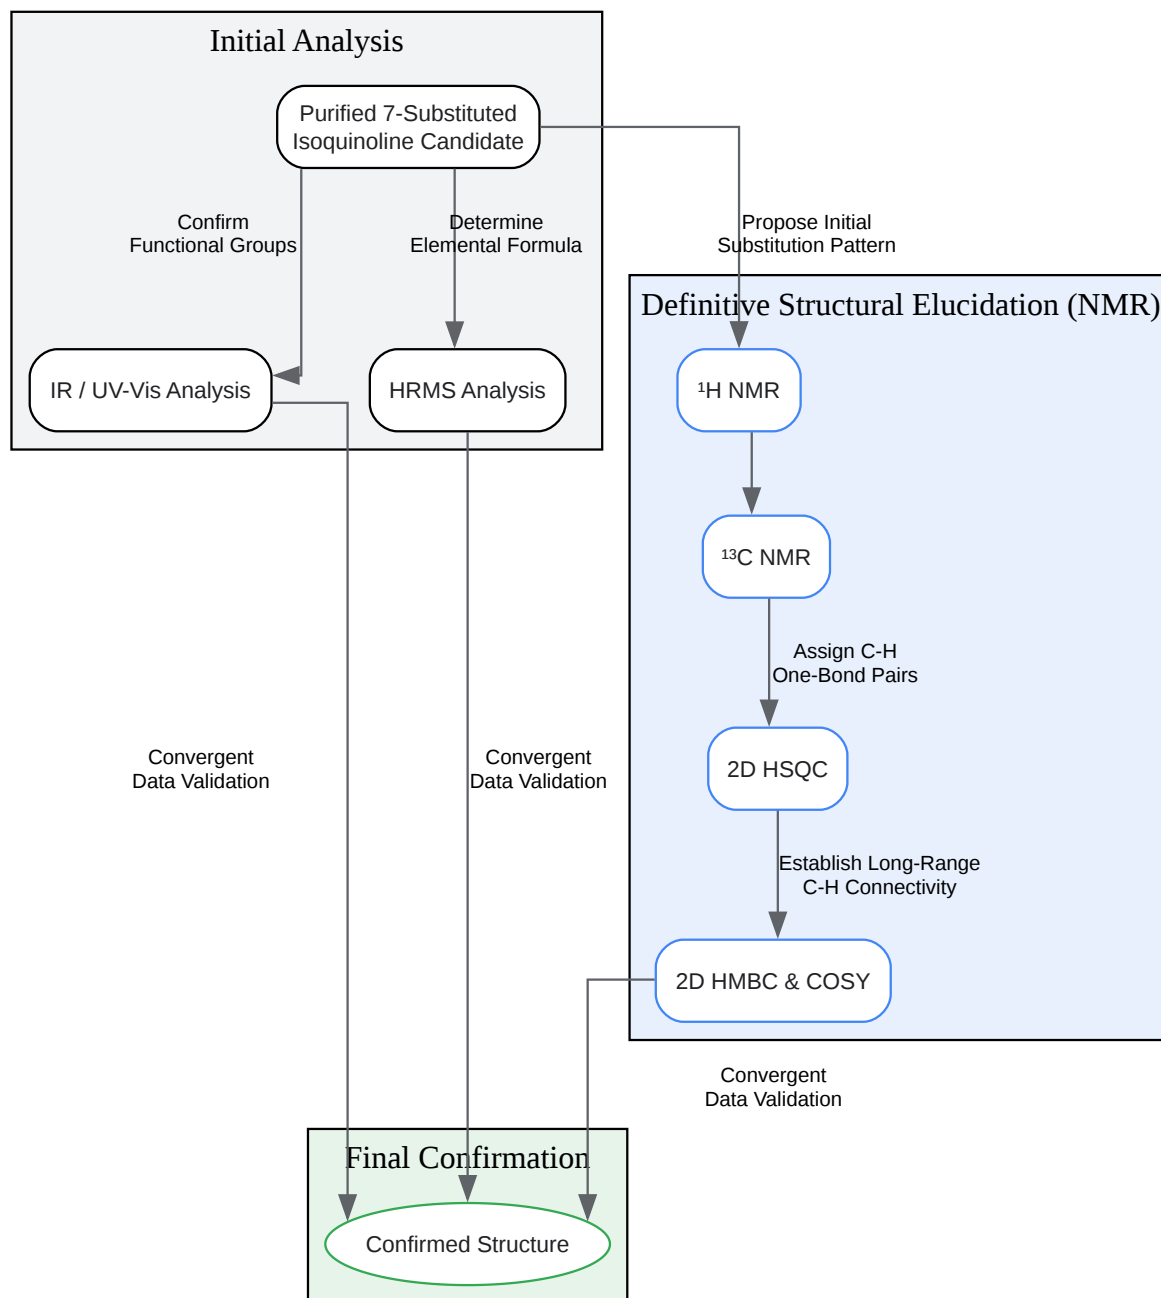 Initial Analysis
Purified 7-Substituted
Isoquinoline Candidate
Confirm
Functional Groups
Determine
Elemental Formula
Propose Initial
Substitution Pattern
Definitive Structural Elucidation (NMR)
IR / UV-Vis Analysis
HRMS Analysis
¹H NMR
¹³C NMR
Assign C-H
One-Bond Pairs
Convergent
Data Validation
Convergent
Data Validation
2D HSQC
Establish Long-Range
C-H Connectivity
2D HMBC & COSY
Convergent
Data Validation
Final Confirmation
Confirmed Structure